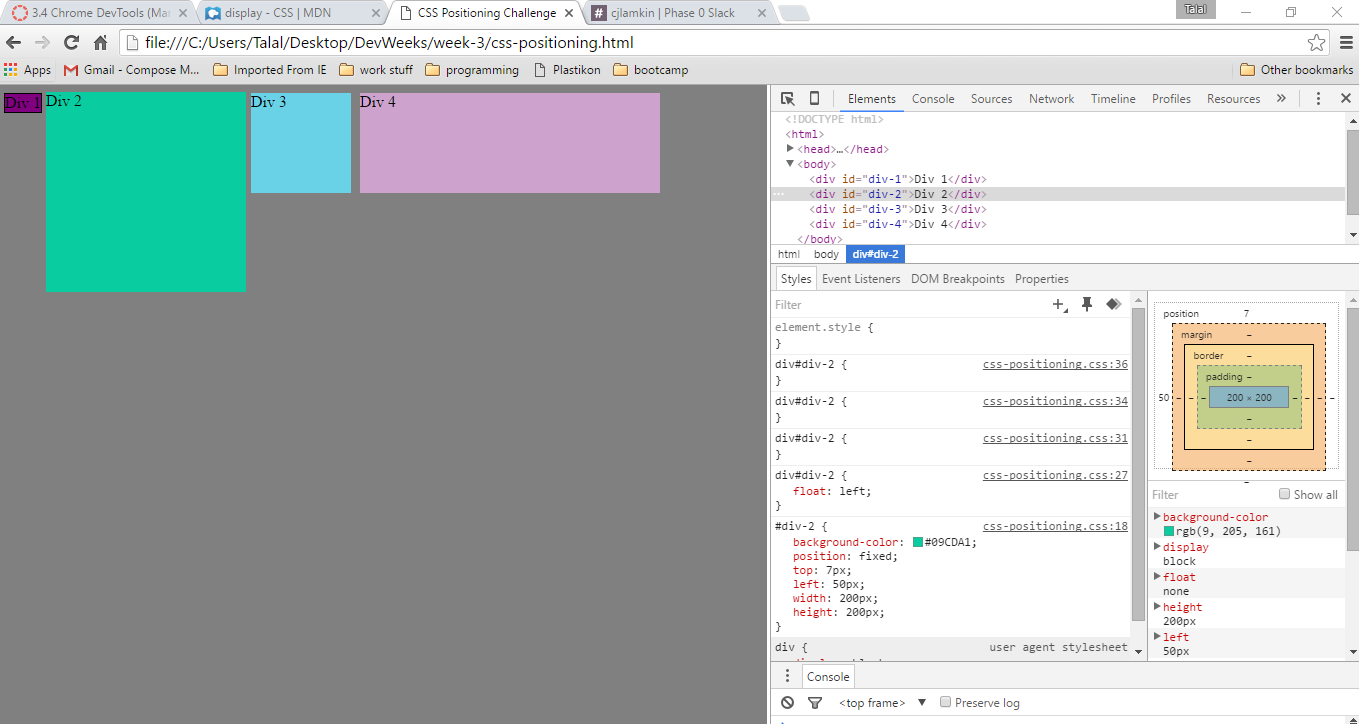 3.4 Chrome DevTools (Ma
display - CSS | MDN
CSS Positioning Challenge
cjlamkin | Phase 0 Slack
Talal
file:///C:/Users/Talal/Desktop/DevWeeks/week-3/css-positioning.html
Apps Gmail - Compose M... Imported From IE work stuff programming Plastikon bootcamp Other bookmarks
Div 1
Div 2
Div 3
Div 4
Elements Console Sources Network Timeline Profiles Resources »
<!DOCTYPE html>
<html>
<head>…</head>
<body>
<div id="div-1">Div 1</div>
<div id="div-2">Div 2</div>
<div id="div-3">Div 3</div>
<div id="div-4">Div 4</div>
</body>
html body div#div-2
Styles Event Listeners DOM Breakpoints Properties
Filter
element.style {
}
div#div-2 { css-positioning.css:36
}
div#div-2 { css-positioning.css:34
}
div#div-2 { css-positioning.css:31
}
div#div-2 { css-positioning.css:27
float: left;
}
#div-2 { css-positioning.css:18
background-color: #09CDA1;
position: fixed;
top: 7px;
left: 50px;
width: 200px;
height: 200px;
}
div { user agent stylesheet
position 7
margin –
border –
padding –
50 – – – 200 × 200 – – – –
–
–
–
–
Filter Show all
background-color
rgb(9, 205, 161)
display
block
float
none
height
200px
left
50px
Console
<top frame> Preserve log